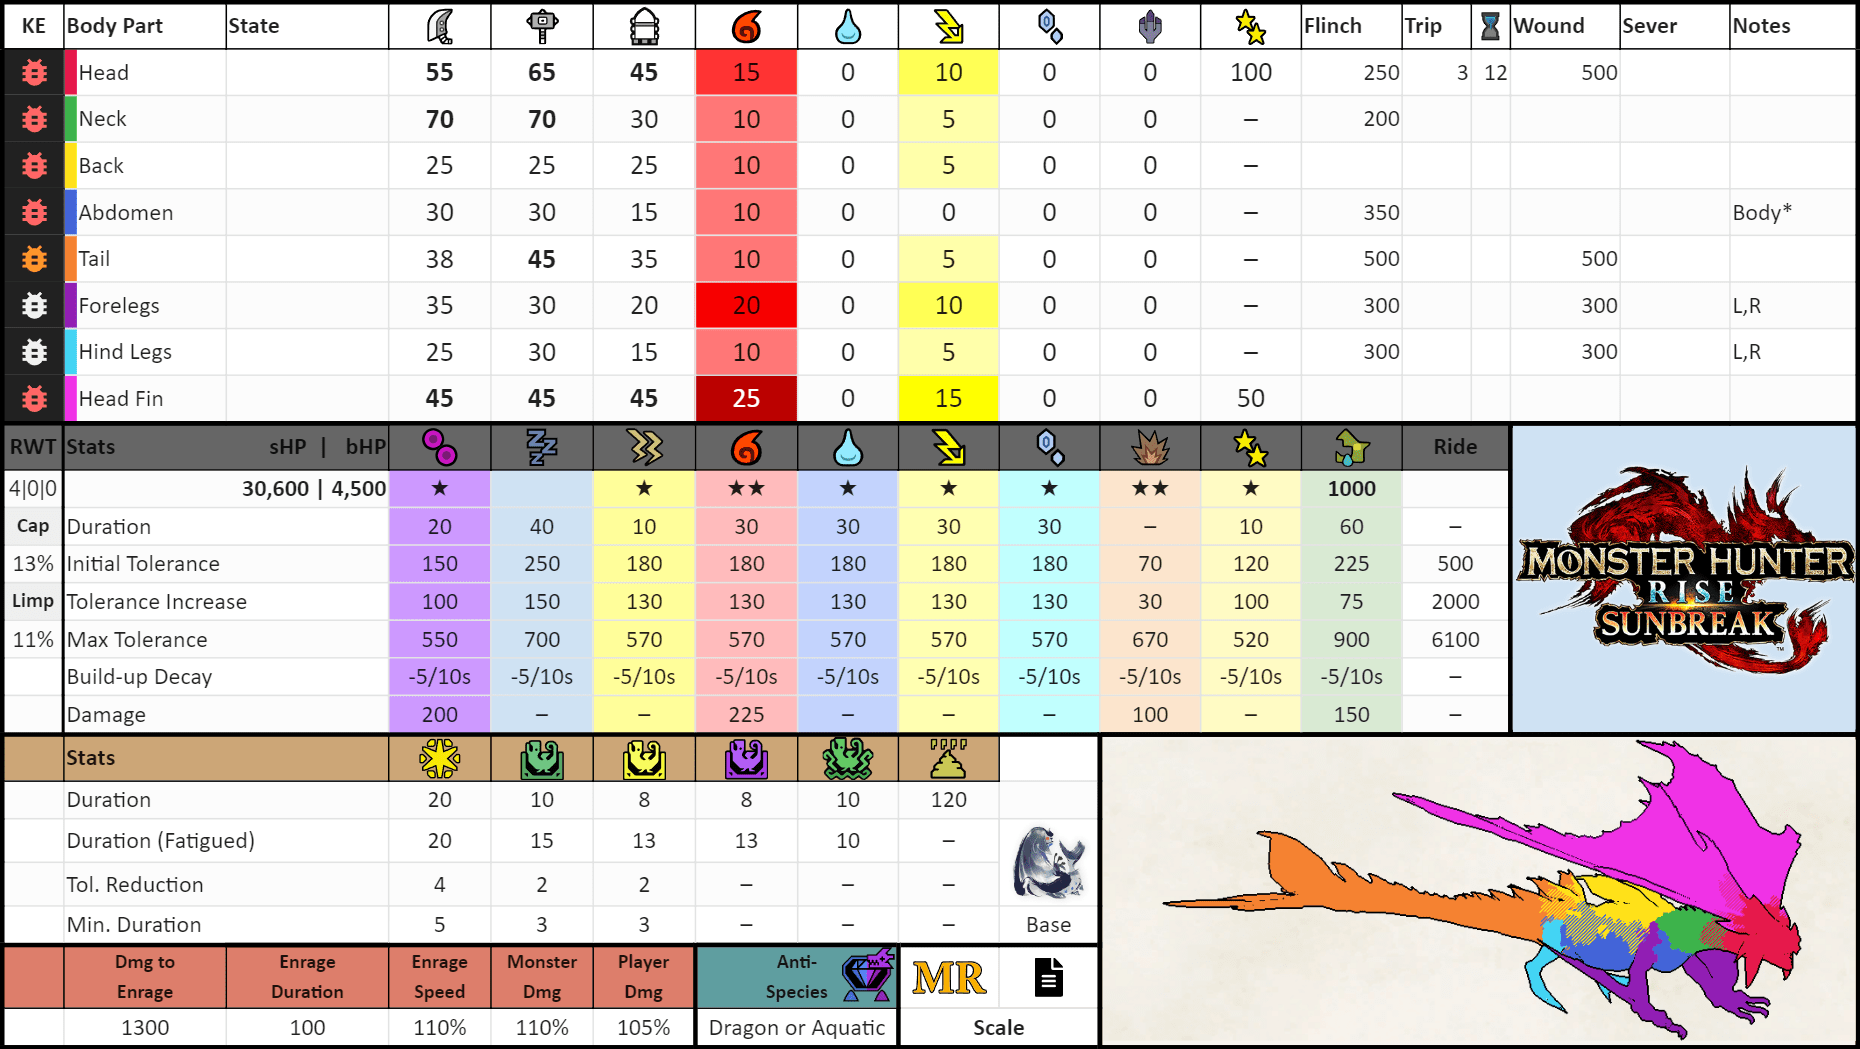 KE Body Part State Flinch Trip Wound Sever Notes
Head 55 65 45 15 0 10 0 0 100 250 3 12 500
Neck 70 70 30 10 0 5 0 0 – 200
Back 25 25 25 10 0 5 0 0 –
Abdomen 30 30 15 10 0 0 0 0 – 350 Body*
Tail 38 45 35 10 0 5 0 0 – 500 500
Forelegs 35 30 20 20 0 10 0 0 – 300 300 L,R
Hind Legs 25 30 15 10 0 5 0 0 – 300 300 L,R
Head Fin 45 45 45 25 0 15 0 0 50
RWT Stats sHP | bHP Ride
4|0|0 30,600 | 4,500 ★ ★ ★★ ★ ★ ★ ★★ ★ 1000
Cap Duration 20 40 10 30 30 30 30 – 10 60 –
13% Initial Tolerance 150 250 180 180 180 180 180 70 120 225 500
Limp Tolerance Increase 100 150 130 130 130 130 130 30 100 75 2000
11% Max Tolerance 550 700 570 570 570 570 570 670 520 900 6100
Build-up Decay -5/10s -5/10s -5/10s -5/10s -5/10s -5/10s -5/10s -5/10s -5/10s -5/10s –
Damage 200 – – 225 – – – 100 – 150 –
MONSTER HUNTER
RISE
SUNBREAK™
Stats
Duration 20 10 8 8 10 120
Duration (Fatigued) 20 15 13 13 10 –
Tol. Reduction 4 2 2 – – –
Min. Duration 5 3 3 – – – Base
Dmg to Enrage Enrage Duration Enrage Speed Monster Dmg Player Dmg Anti-Species MR
1300 100 110% 110% 105% Dragon or Aquatic Scale